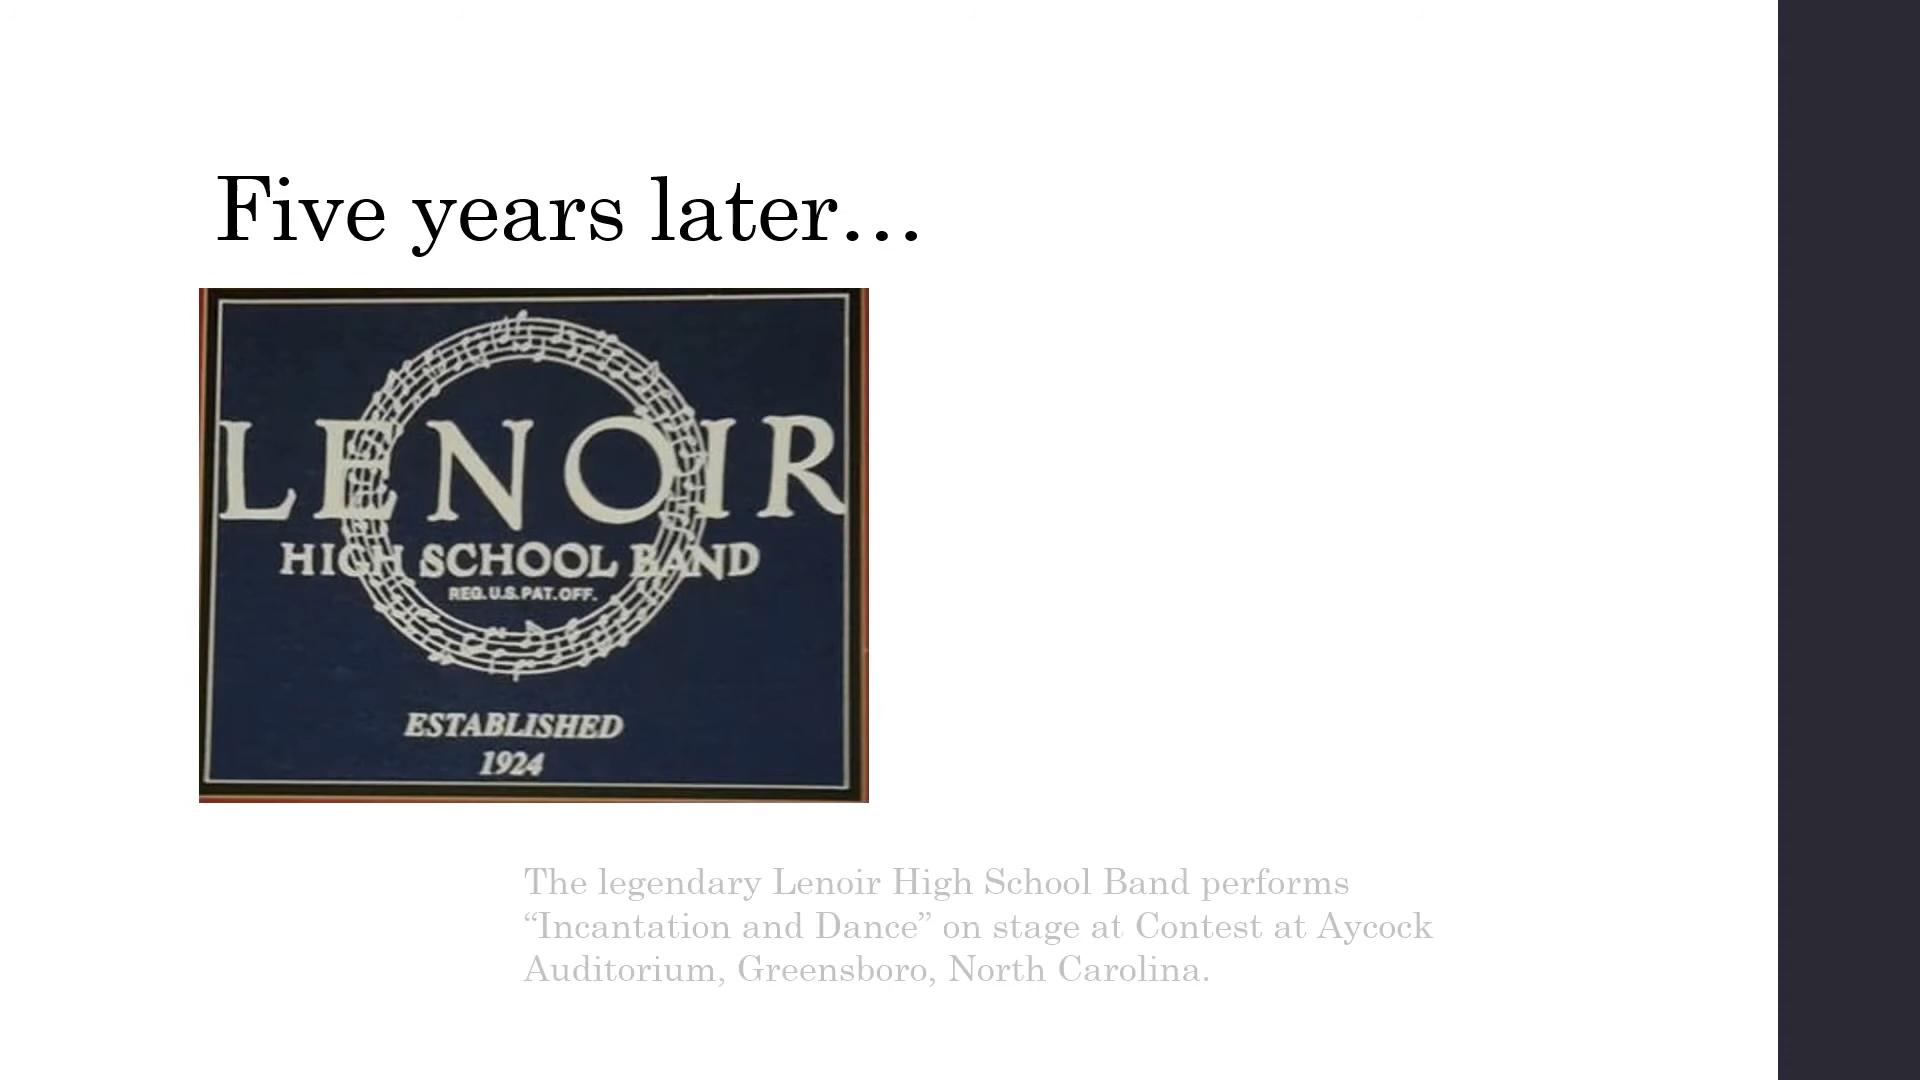 Five years later…
LENOIR
HIGH SCHOOL BAND
REG. U.S. PAT. OFF.
ESTABLISHED
1924
The legendary Lenoir High School Band performs
“Incantation and Dance” on stage at Contest at Aycock
Auditorium, Greensboro, North Carolina.